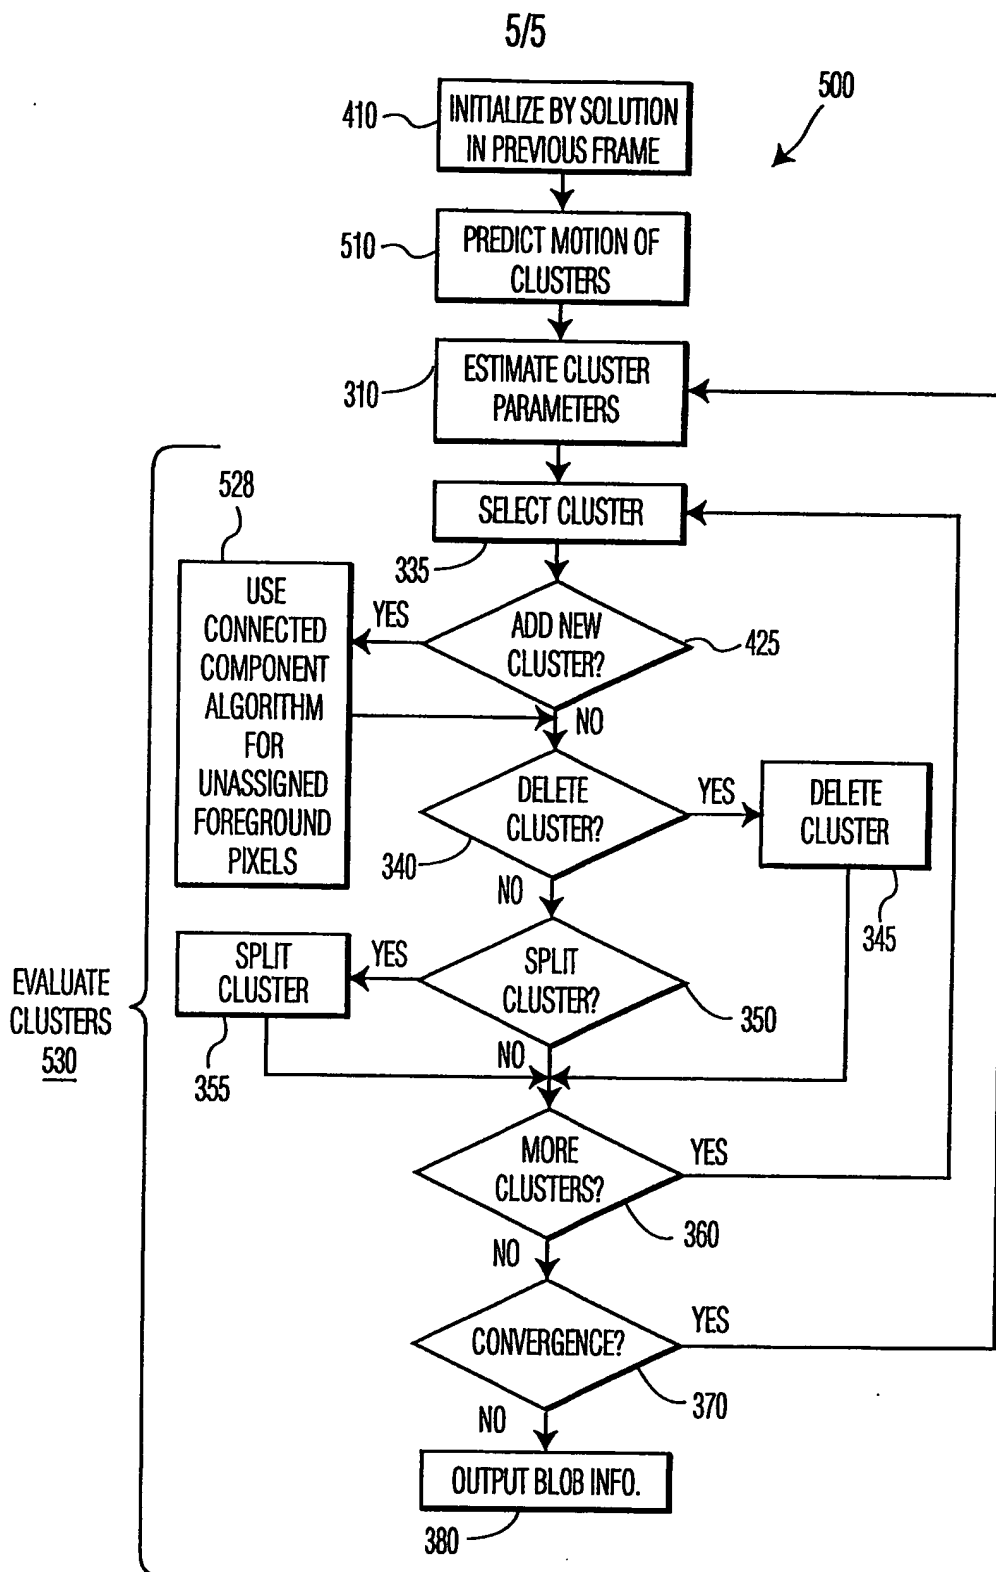 5/5
500
410
INITIALIZE BY SOLUTION
IN PREVIOUS FRAME
510
PREDICT MOTION OF
CLUSTERS
310
ESTIMATE CLUSTER
PARAMETERS
528
SELECT CLUSTER
335
USE
CONNECTED
COMPONENT
ALGORITHM
FOR
UNASSIGNED
FOREGROUND
PIXELS
YES
ADD NEW
CLUSTER?
425
NO
DELETE
CLUSTER?
340
YES
DELETE
CLUSTER
345
NO
SPLIT
CLUSTER
355
YES
SPLIT
CLUSTER?
350
NO
EVALUATE
CLUSTERS
530
MORE
CLUSTERS?
YES
360
NO
CONVERGENCE?
YES
370
NO
OUTPUT BLOB INFO.
380